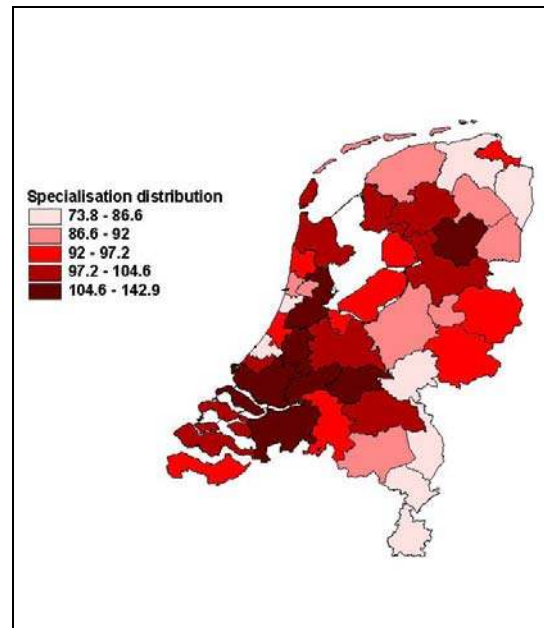 Specialisation distribution
73.8 - 86.6
86.6 - 92
92 - 97.2
97.2 - 104.6
104.6 - 142.9